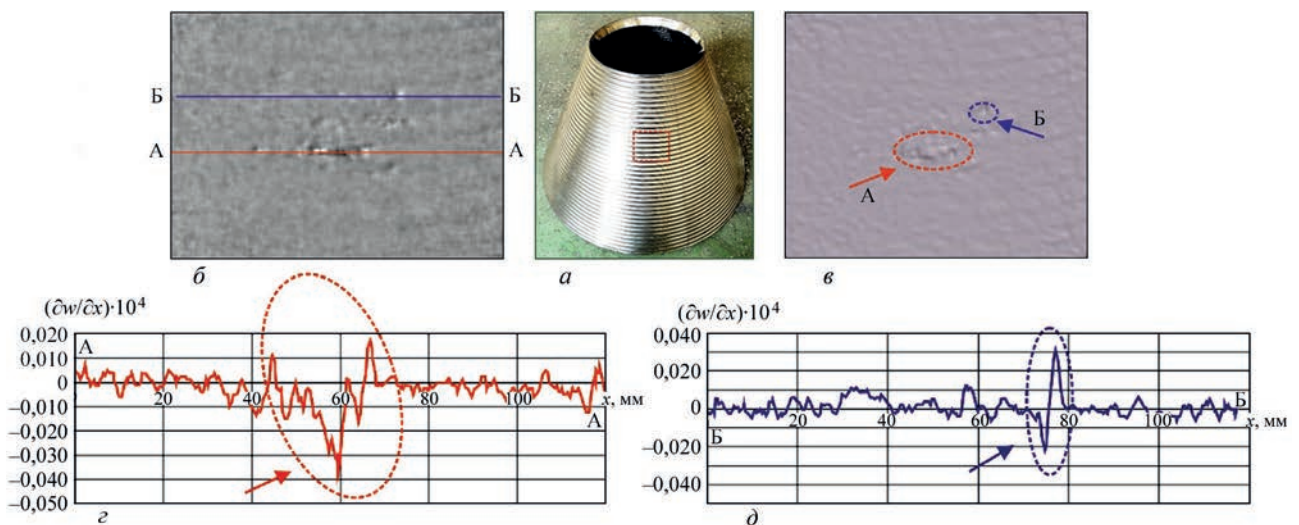 Б Б
А А
Б
А
б а в
(∂w/∂x)·10⁴
0,020
0,010
0
–0,010
–0,020
–0,030
–0,040
–0,050
А
20 40 60 80 100 x, мм
А
г
(∂w/∂x)·10⁴
0,040
0,020
0
–0,020
–0,040
Б
20 40 60 80 100 x, мм
Б
д